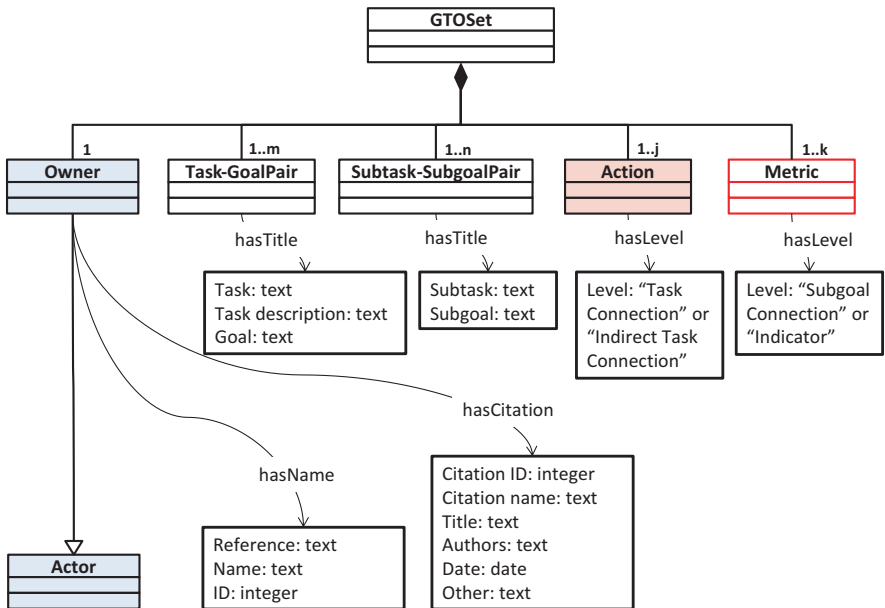 GTOSet
1
1..m
1..n
1..j
1..k
Owner
Task-GoalPair
Subtask-SubgoalPair
Action
Metric
hasTitle
hasTitle
hasLevel
hasLevel
Task: text
Task description: text
Goal: text
Subtask: text
Subgoal: text
Level: “Task
Connection” or
“Indirect Task
Connection”
Level: “Subgoal
Connection” or
“Indicator”
hasCitation
hasName
Citation ID: integer
Citation name: text
Title: text
Authors: text
Date: date
Other: text
Reference: text
Name: text
ID: integer
Actor